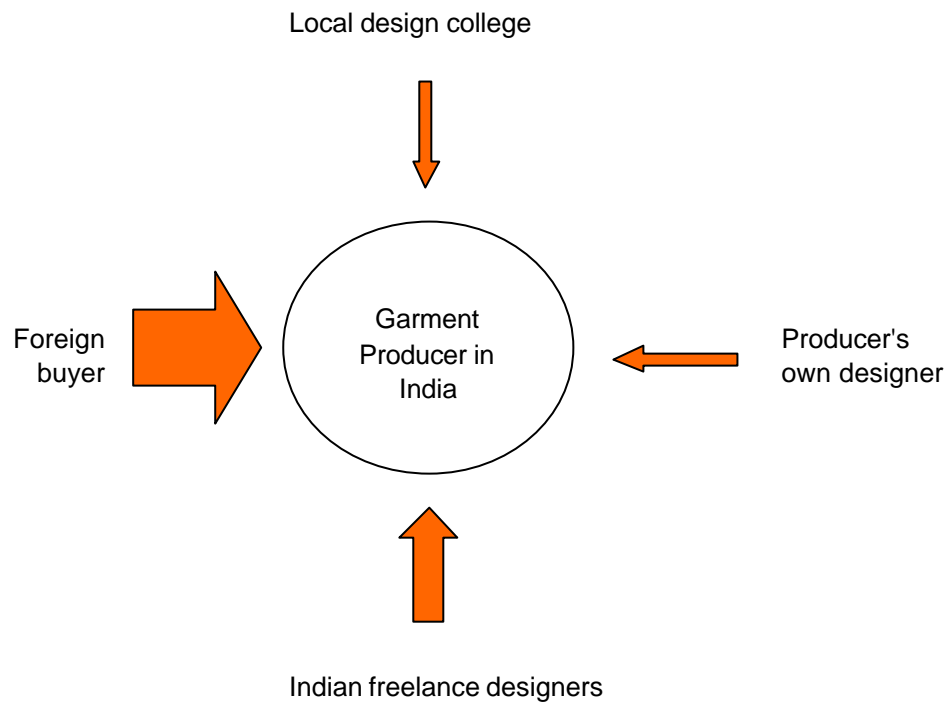 Local design college
Garment
Producer in
India
Foreign
buyer
Producer's
own designer
Indian freelance designers